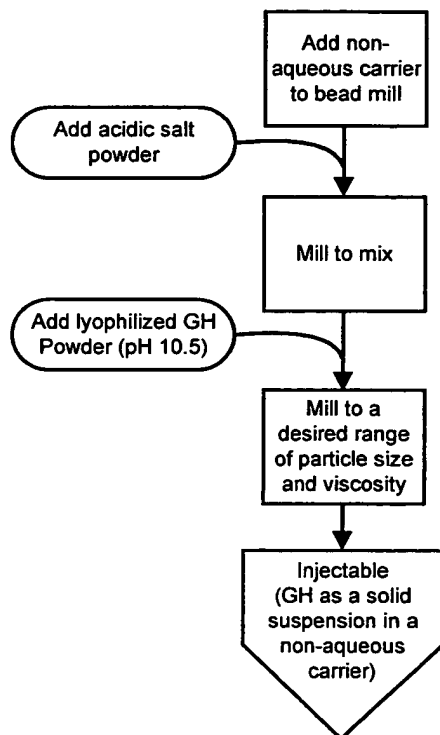 Add non-
aqueous carrier
to bead mill
Add acidic salt
powder
Mill to mix
Add lyophilized GH
Powder (pH 10.5)
Mill to a
desired range
of particle size
and viscosity
Injectable
(GH as a solid
suspension in a
non-aqueous
carrier)